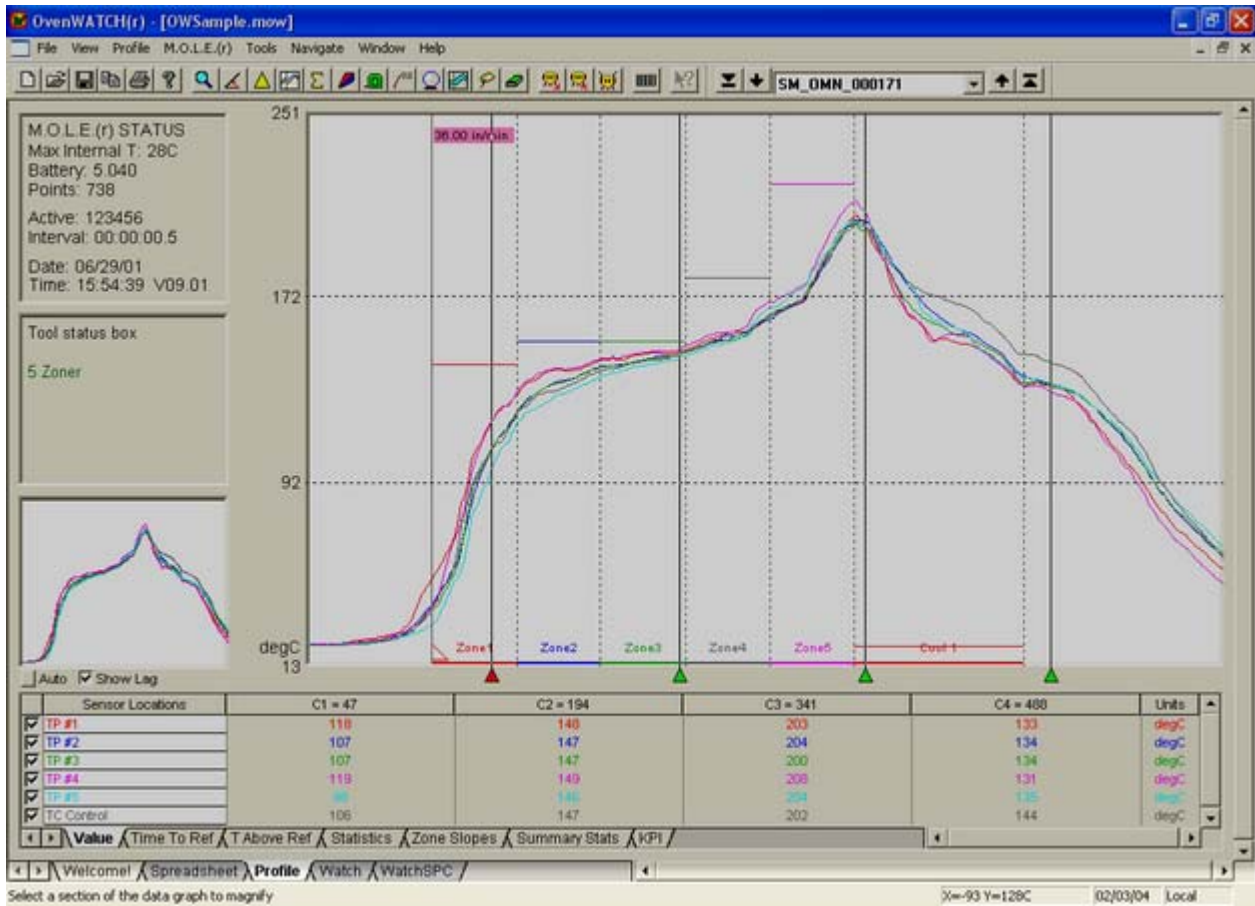 OvenWATCH(r) - [OWSample.mow]
File View Profile M.O.L.E.(r) Tools Navigate Window Help
SM_OMN_000171
M.O.L.E.(r) STATUS
Max Internal T: 28C
Battery: 5.040
Points: 738
Active: 123456
Interval: 00:00:00.5
Date: 06/29/01
Time: 15:54:39 V09.01
Tool status box
5 Zoner
251
36.00 in/min
172
92
degC
13
Zone1 Zone2 Zone3 Zone4 Zone5 Cool 1
Auto Show Lag
Sensor Locations C1 = 47 C2 = 194 C3 = 341 C4 = 488 Units
TP #1 118 148 203 133 degC
TP #2 107 147 204 134 degC
TP #3 107 147 200 134 degC
TP #4 119 149 208 131 degC
TP #5 146 204 135 degC
TC Control 106 147 202 144 degC
Value Time To Ref T Above Ref Statistics Zone Slopes Summary Stats KPI
Welcome! Spreadsheet Profile Watch WatchSPC
Select a section of the data graph to magnify X=-93 Y=128C 02/03/04 Local